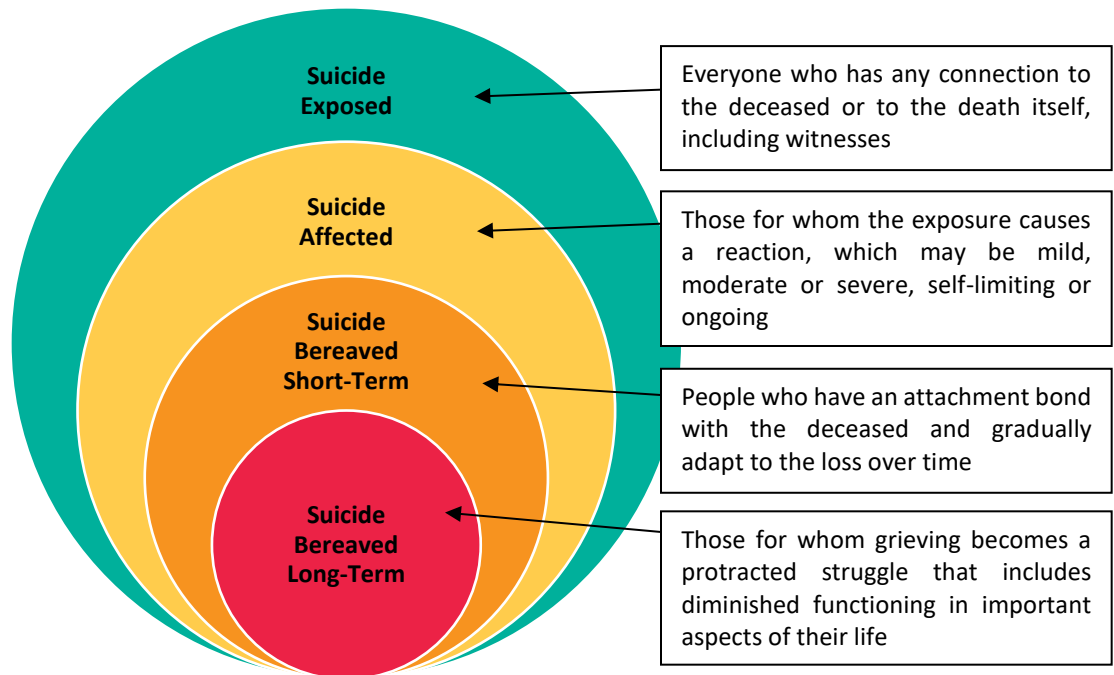 Suicide
Exposed
Everyone who has any connection to
the deceased or to the death itself,
including witnesses
Suicide
Affected
Those for whom the exposure causes
a reaction, which may be mild,
moderate or severe, self-limiting or
ongoing
Suicide
Bereaved
Short-Term
People who have an attachment bond
with the deceased and gradually
adapt to the loss over time
Suicide
Bereaved
Long-Term
Those for whom grieving becomes a
protracted struggle that includes
diminished functioning in important
aspects of their life